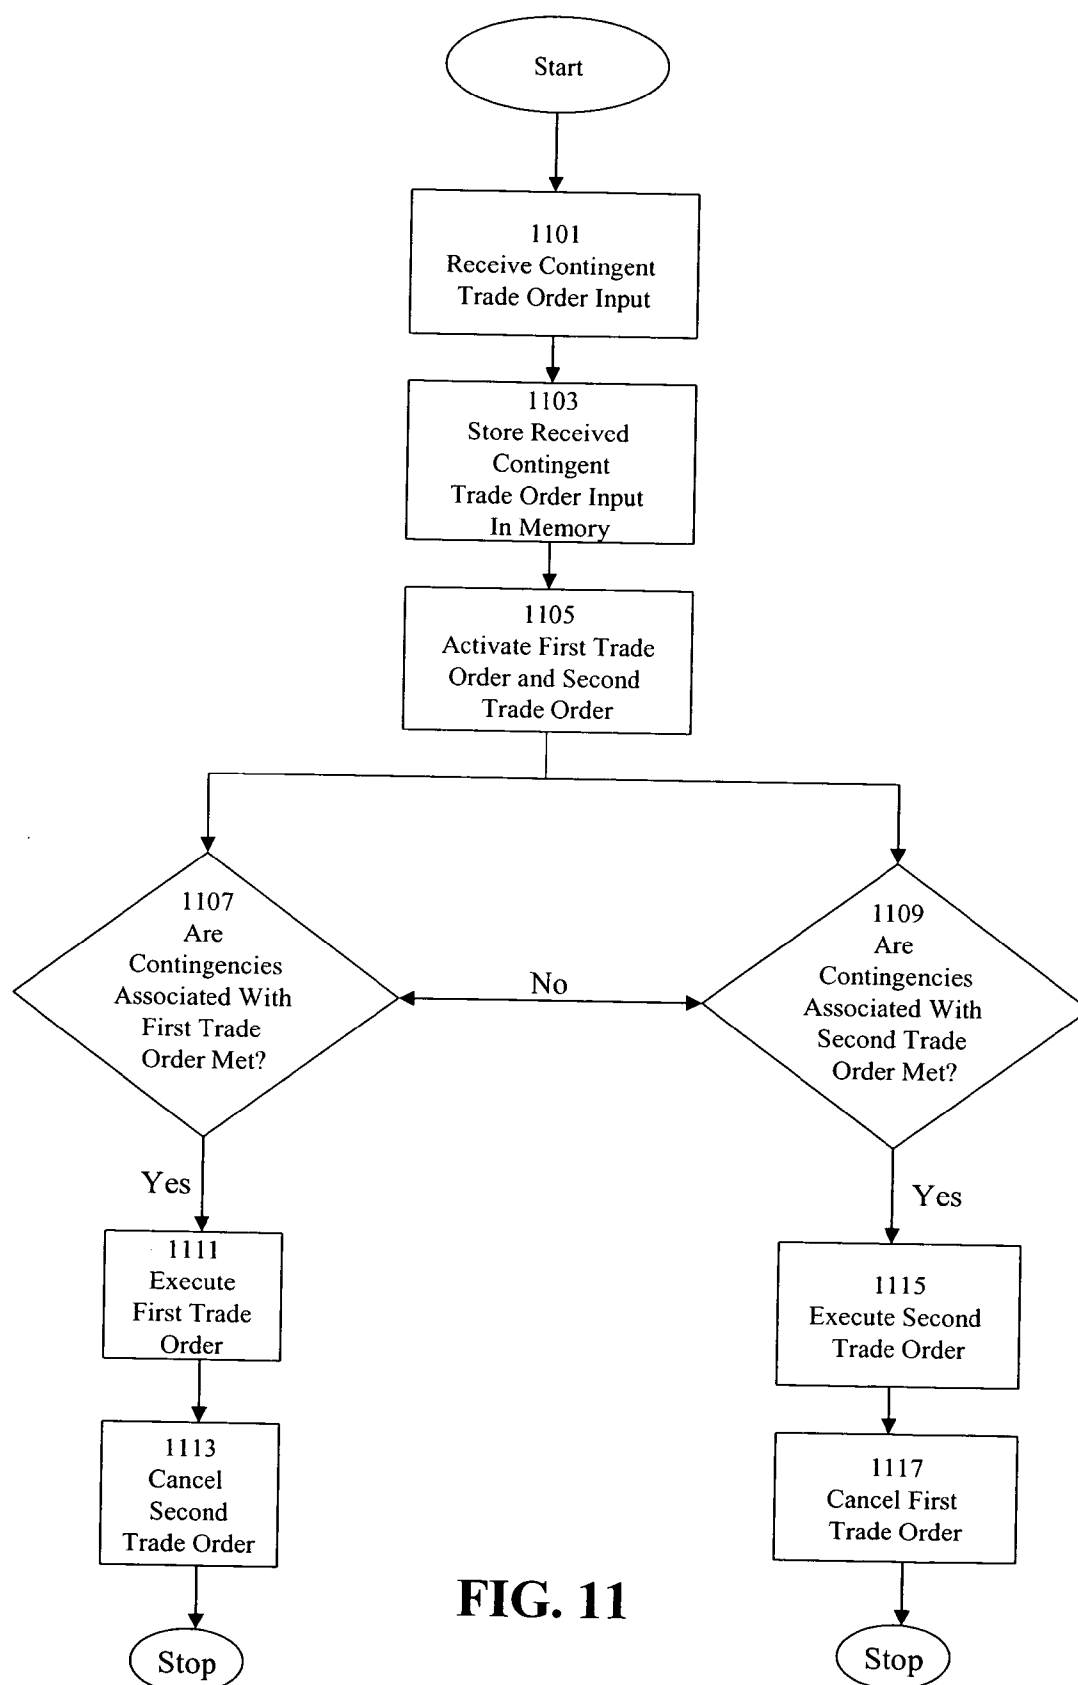 Start
1101
Receive Contingent
Trade Order Input
1103
Store Received
Contingent
Trade Order Input
In Memory
1105
Activate First Trade
Order and Second
Trade Order
1107
Are
Contingencies
Associated With
First Trade
Order Met?
No
1109
Are
Contingencies
Associated With
Second Trade
Order Met?
Yes
1111
Execute
First Trade
Order
1113
Cancel
Second
Trade Order
Stop
Yes
1115
Execute Second
Trade Order
1117
Cancel First
Trade Order
Stop
FIG. 11